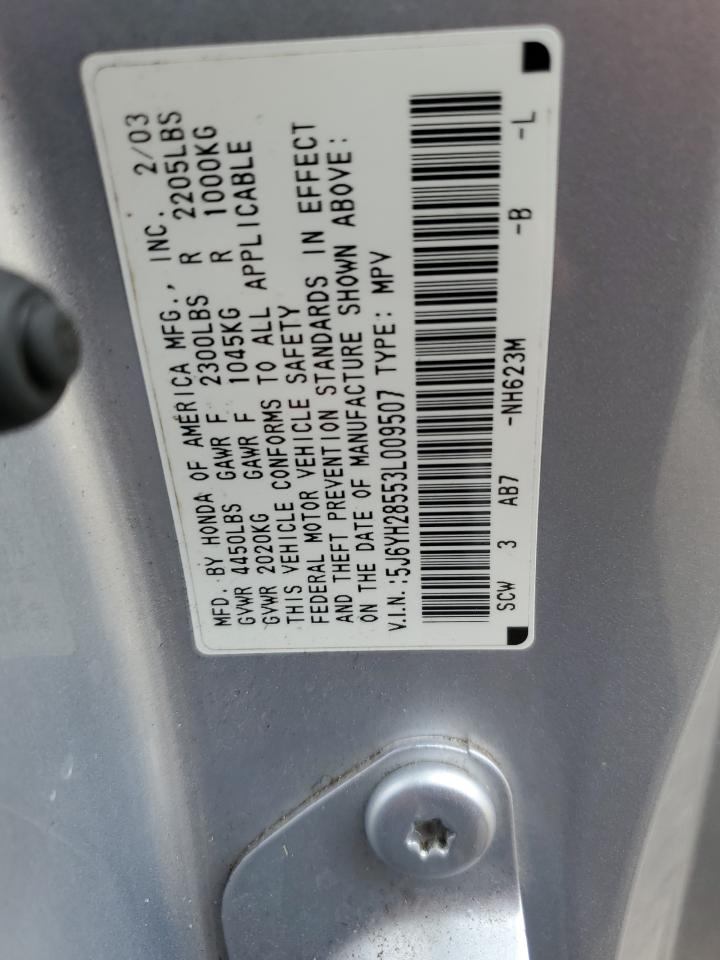 MFD. BY HONDA OF AMERICA MFG., INC. 2/03
GVWR 4450LBS GAWR F 2300LBS R 2205LBS
GVWR 2020KG GAWR F 1045KG R 1000KG
THIS VEHICLE CONFORMS TO ALL APPLICABLE
FEDERAL MOTOR VEHICLE SAFETY
AND THEFT PREVENTION STANDARDS IN EFFECT
ON THE DATE OF MANUFACTURE SHOWN ABOVE:
V.I.N.:5J6YH28553L009507 TYPE: MPV
SCW 3 AB7 -NH623M -B -L